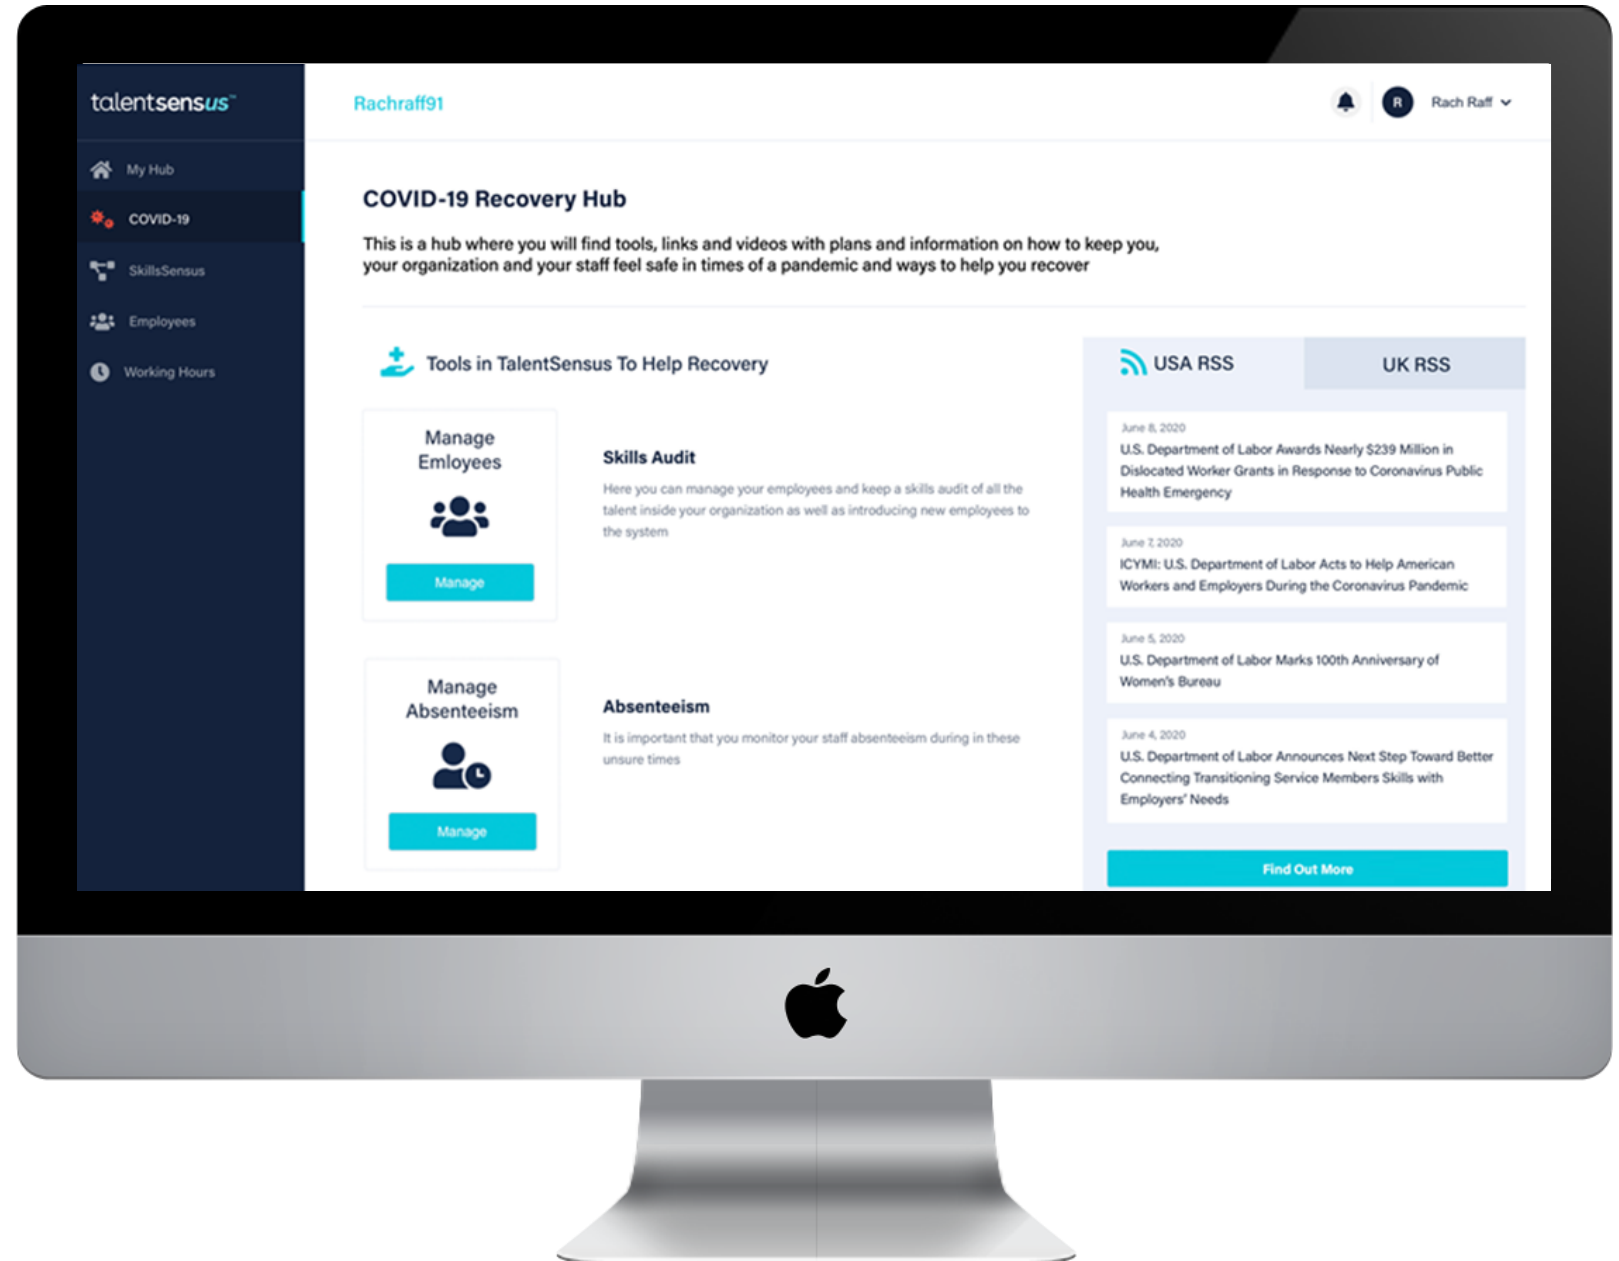 talentsensus™
Rachraff91
R
Rach Raff
My Hub
COVID-19
SkillsSensus
Employees
Working Hours
COVID-19 Recovery Hub
This is a hub where you will find tools, links and videos with plans and information on how to keep you,
your organization and your staff feel safe in times of a pandemic and ways to help you recover
Tools in TalentSensus To Help Recovery
Manage
Emloyees
Manage
Skills Audit
Here you can manage your employees and keep a skills audit of all the
talent inside your organization as well as introducing new employees to
the system
Manage
Absenteeism
Manage
Absenteeism
It is important that you monitor your staff absenteeism during in these
unsure times
USA RSS
UK RSS
June 8, 2020
U.S. Department of Labor Awards Nearly $239 Million in
Dislocated Worker Grants in Response to Coronavirus Public
Health Emergency
June 7, 2020
ICYMI: U.S. Department of Labor Acts to Help American
Workers and Employers During the Coronavirus Pandemic
June 5, 2020
U.S. Department of Labor Marks 100th Anniversary of
Women's Bureau
June 4, 2020
U.S. Department of Labor Announces Next Step Toward Better
Connecting Transitioning Service Members Skills with
Employers' Needs
Find Out More